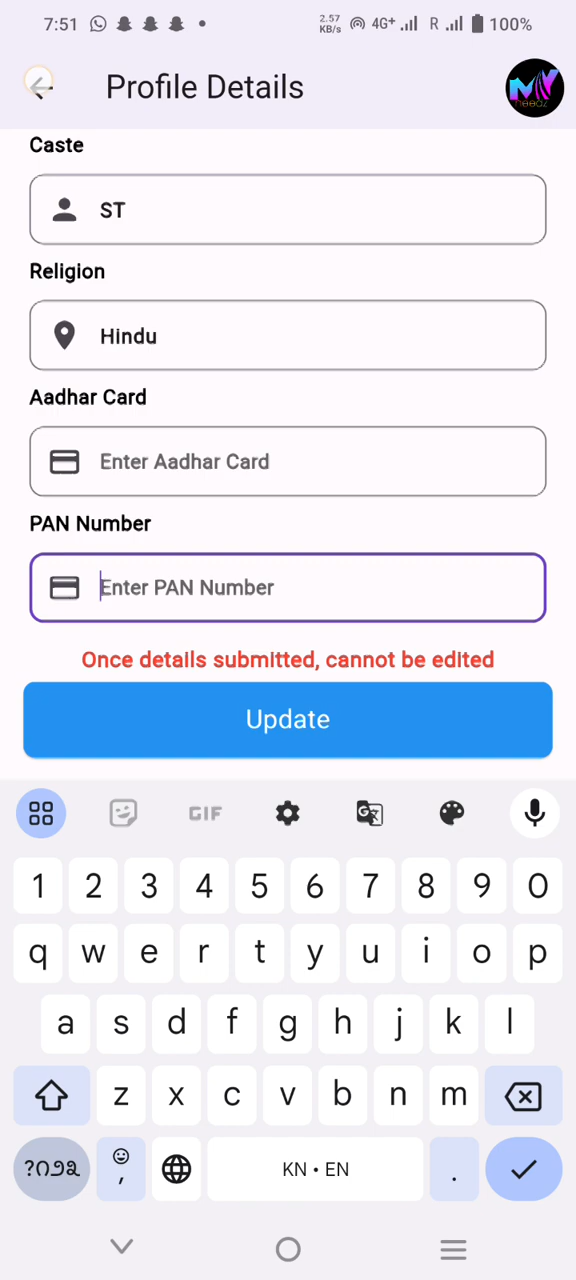 7:51 2.57 KB/s 4G+ R 100%
Profile Details
MY
needz
Caste
ST
Religion
Hindu
Aadhar Card
Enter Aadhar Card
PAN Number
Enter PAN Number
Once details submitted, cannot be edited
Update
GIF
1 2 3 4 5 6 7 8 9 0
q w e r t y u i o p
a s d f g h j k l
z x c v b n m
, KN • EN .